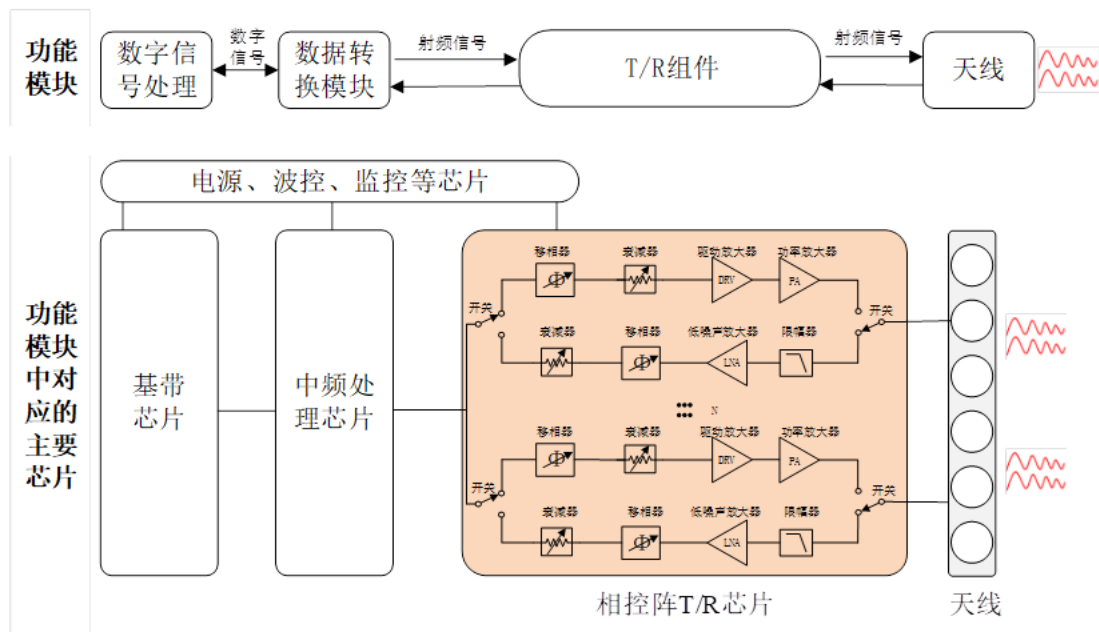 功能
模块
数字信
号处理
数字
信号
数据转
换模块
射频信号
T/R组件
射频信号
天线
功能
模块
中对
应的
主要
芯片
电源、波控、监控等芯片
基带
芯片
中频处
理芯片
移相器
衰减器
驱动放大器
功率放大器
Φ
DRV
PA
开关
开关
衰减器
移相器
低噪声放大器
限幅器
Φ
LNA
N
移相器
衰减器
驱动放大器
功率放大器
Φ
DRV
PA
开关
开关
衰减器
移相器
低噪声放大器
限幅器
Φ
LNA
相控阵T/R芯片
天线